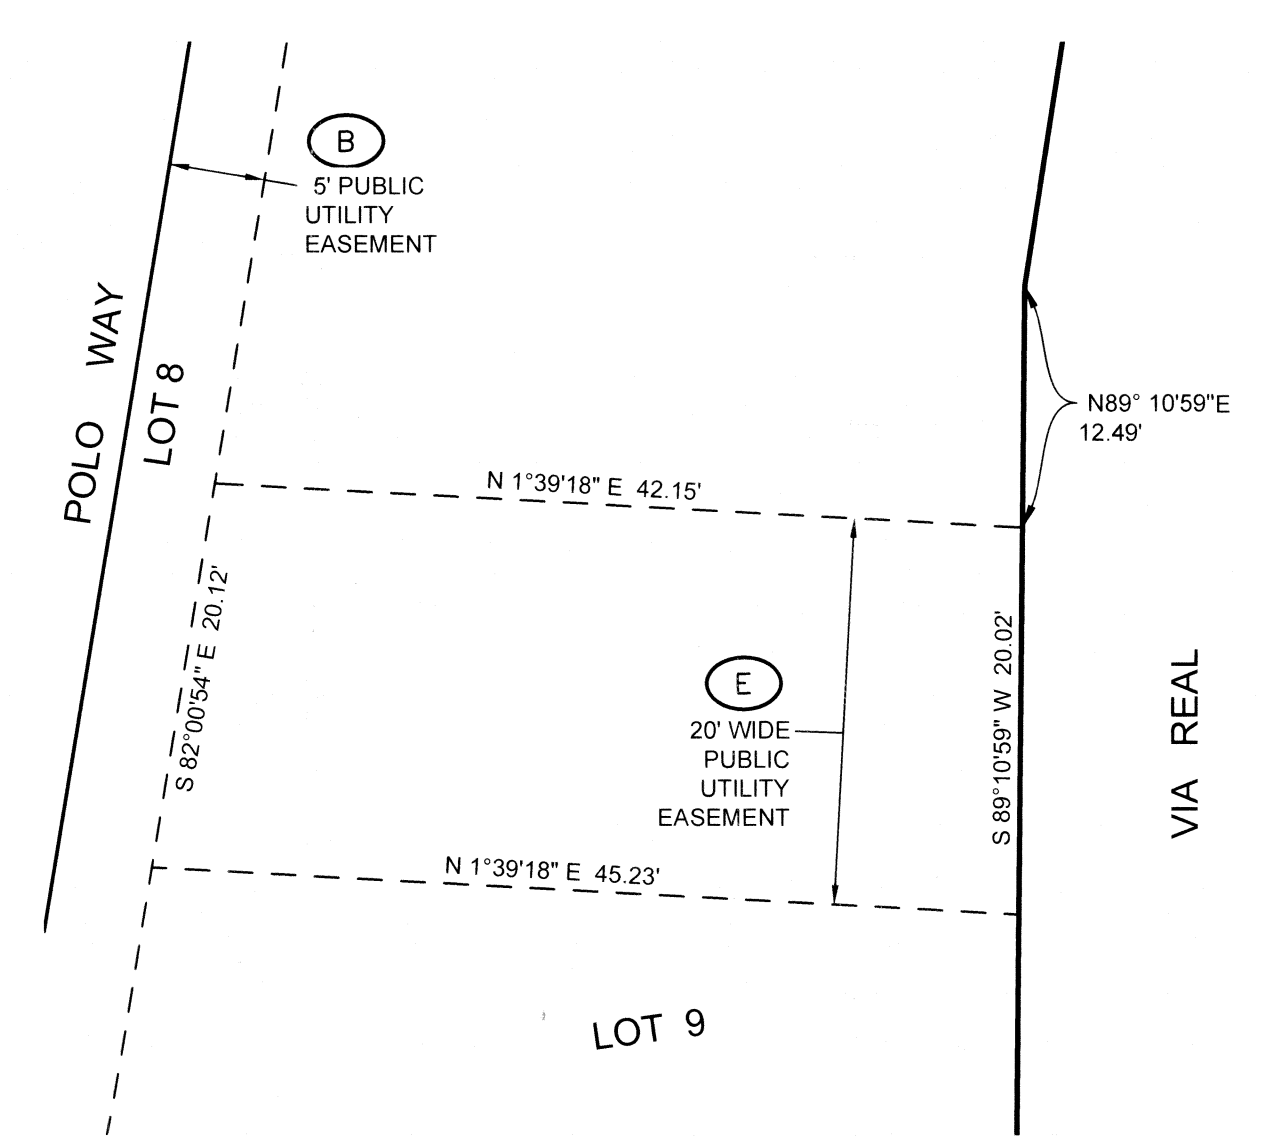 B
5' PUBLIC
UTILITY
EASEMENT
POLO WAY
LOT 8
N89° 10'59"E
12.49'
N 1°39'18" E 42.15'
S 82°00'54" E 20.12'
E
20' WIDE
PUBLIC
UTILITY
EASEMENT
S 89°10'59" W 20.02'
VIA REAL
N 1°39'18" E 45.23'
LOT 9